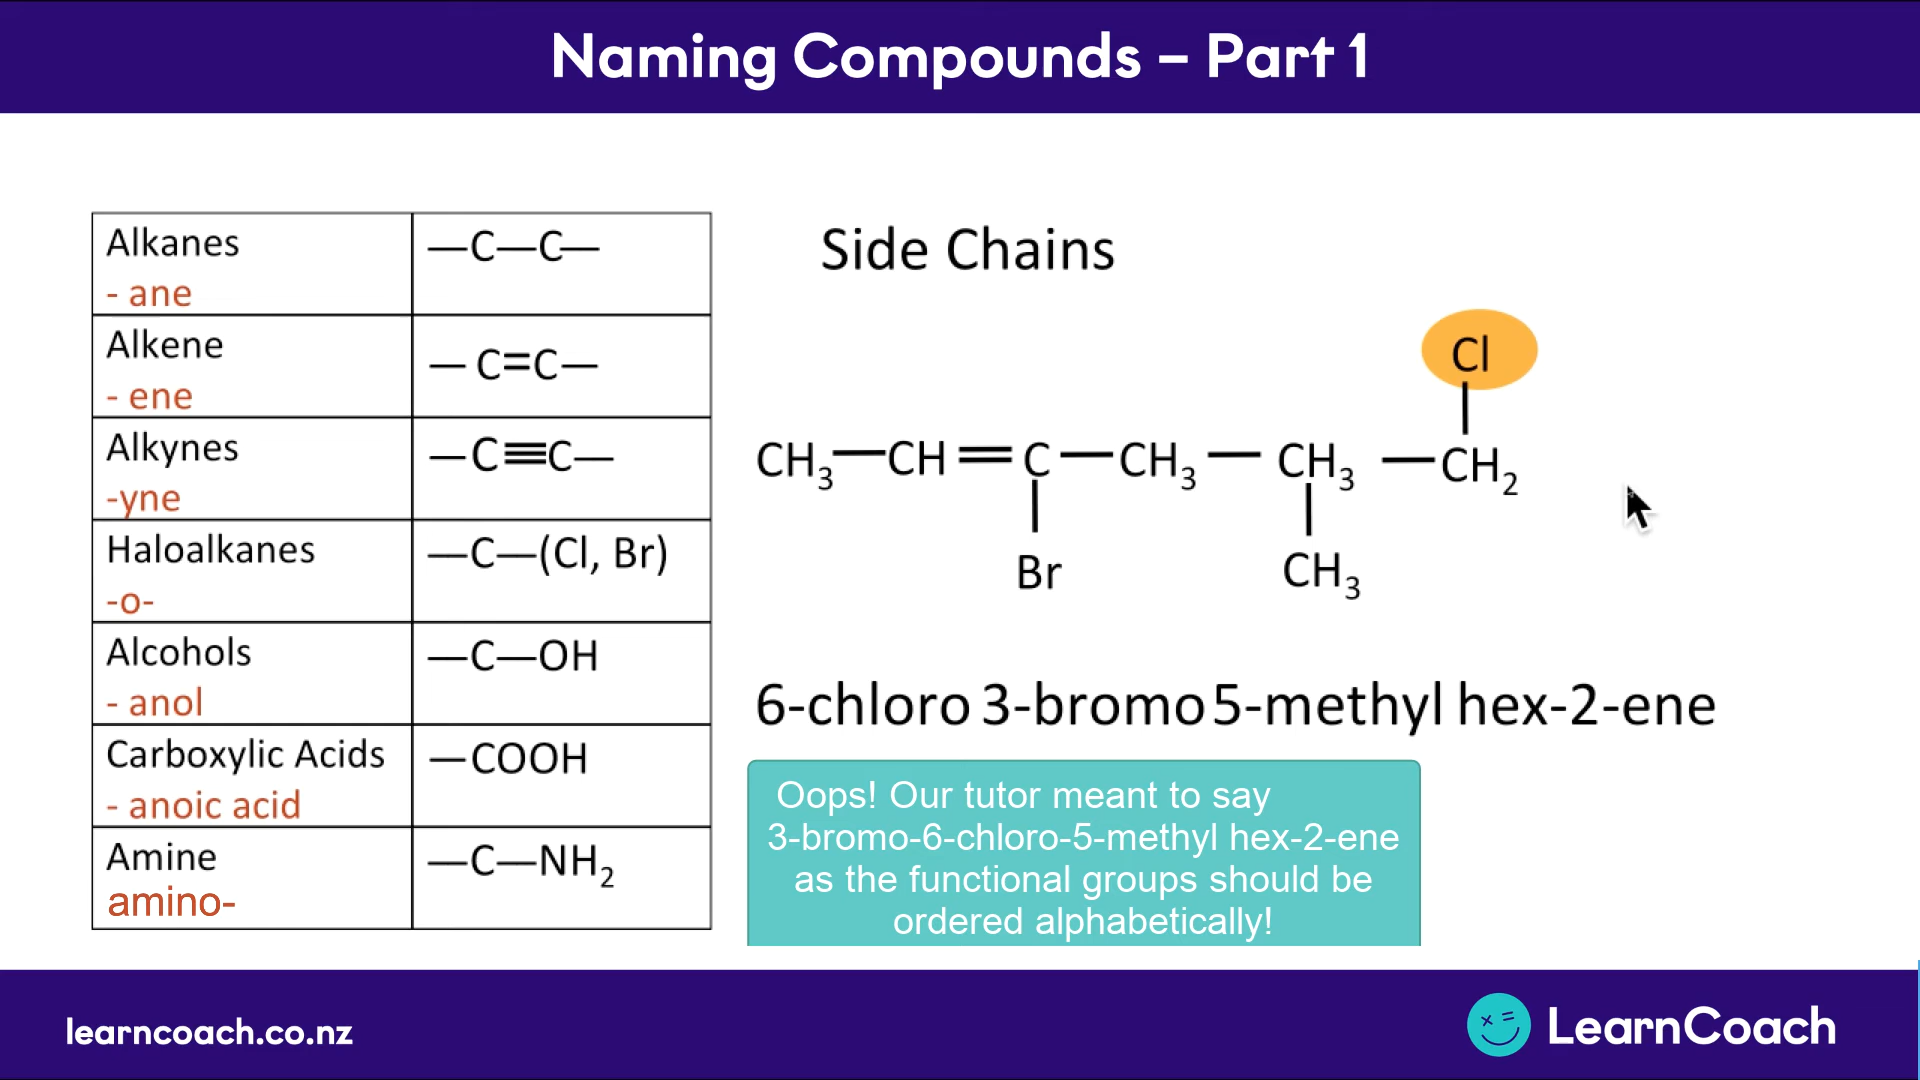 Naming Compounds – Part 1
Alkanes —C—C—
- ane
Alkene — C=C—
- ene
Alkynes —C≡C—
-yne
Haloalkanes —C—(Cl, Br)
-o-
Alcohols —C—OH
- anol
Carboxylic Acids —COOH
- anoic acid
Amine —C—NH₂
amino-
Side Chains
Cl
CH₃—CH=C—CH₃—CH₃—CH₂
Br CH₃
6-chloro 3-bromo 5-methyl hex-2-ene
Oops! Our tutor meant to say
3-bromo-6-chloro-5-methyl hex-2-ene
as the functional groups should be
ordered alphabetically!
learncoach.co.nz
LearnCoach